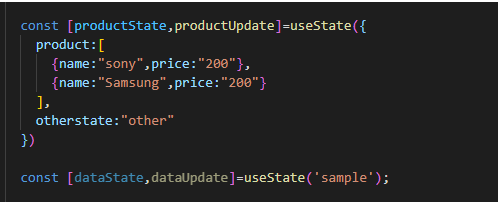 const [productState,productUpdate]=useState({
product:[
{name:"sony",price:"200"},
{name:"Samsung",price:"200"}
],
otherstate:"other"
})
const [dataState,dataUpdate]=useState('sample');